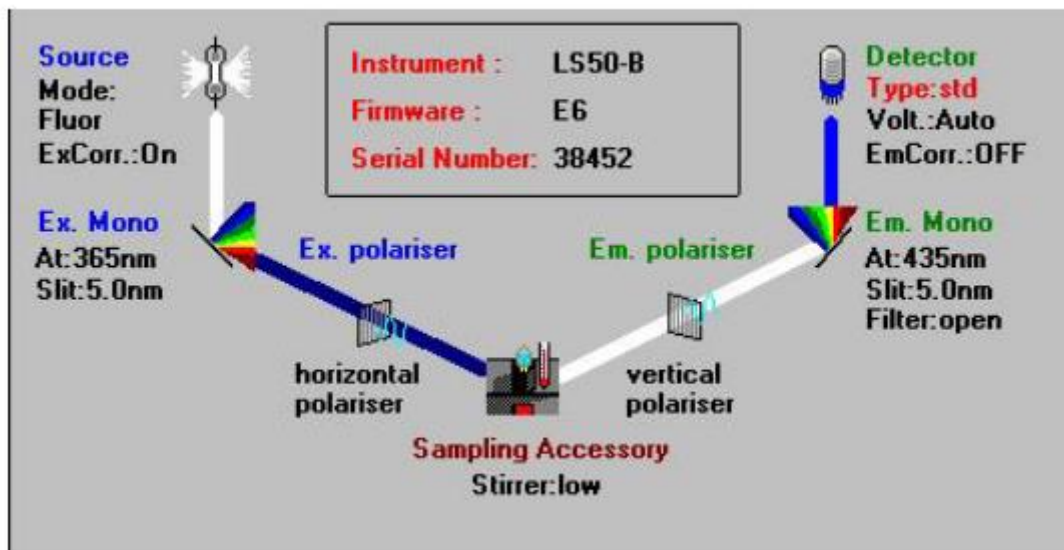 Source
Mode:
Fluor
ExCorr.:On
Instrument : LS50-B
Firmware : E6
Serial Number: 38452
Detector
Type:std
Volt.:Auto
EmCorr.:OFF
Ex. Mono
At:365nm
Slit:5.0nm
Ex. polariser
Em. polariser
Em. Mono
At:435nm
Slit:5.0nm
Filter:open
horizontal
polariser
vertical
polariser
Sampling Accessory
Stirrer:low